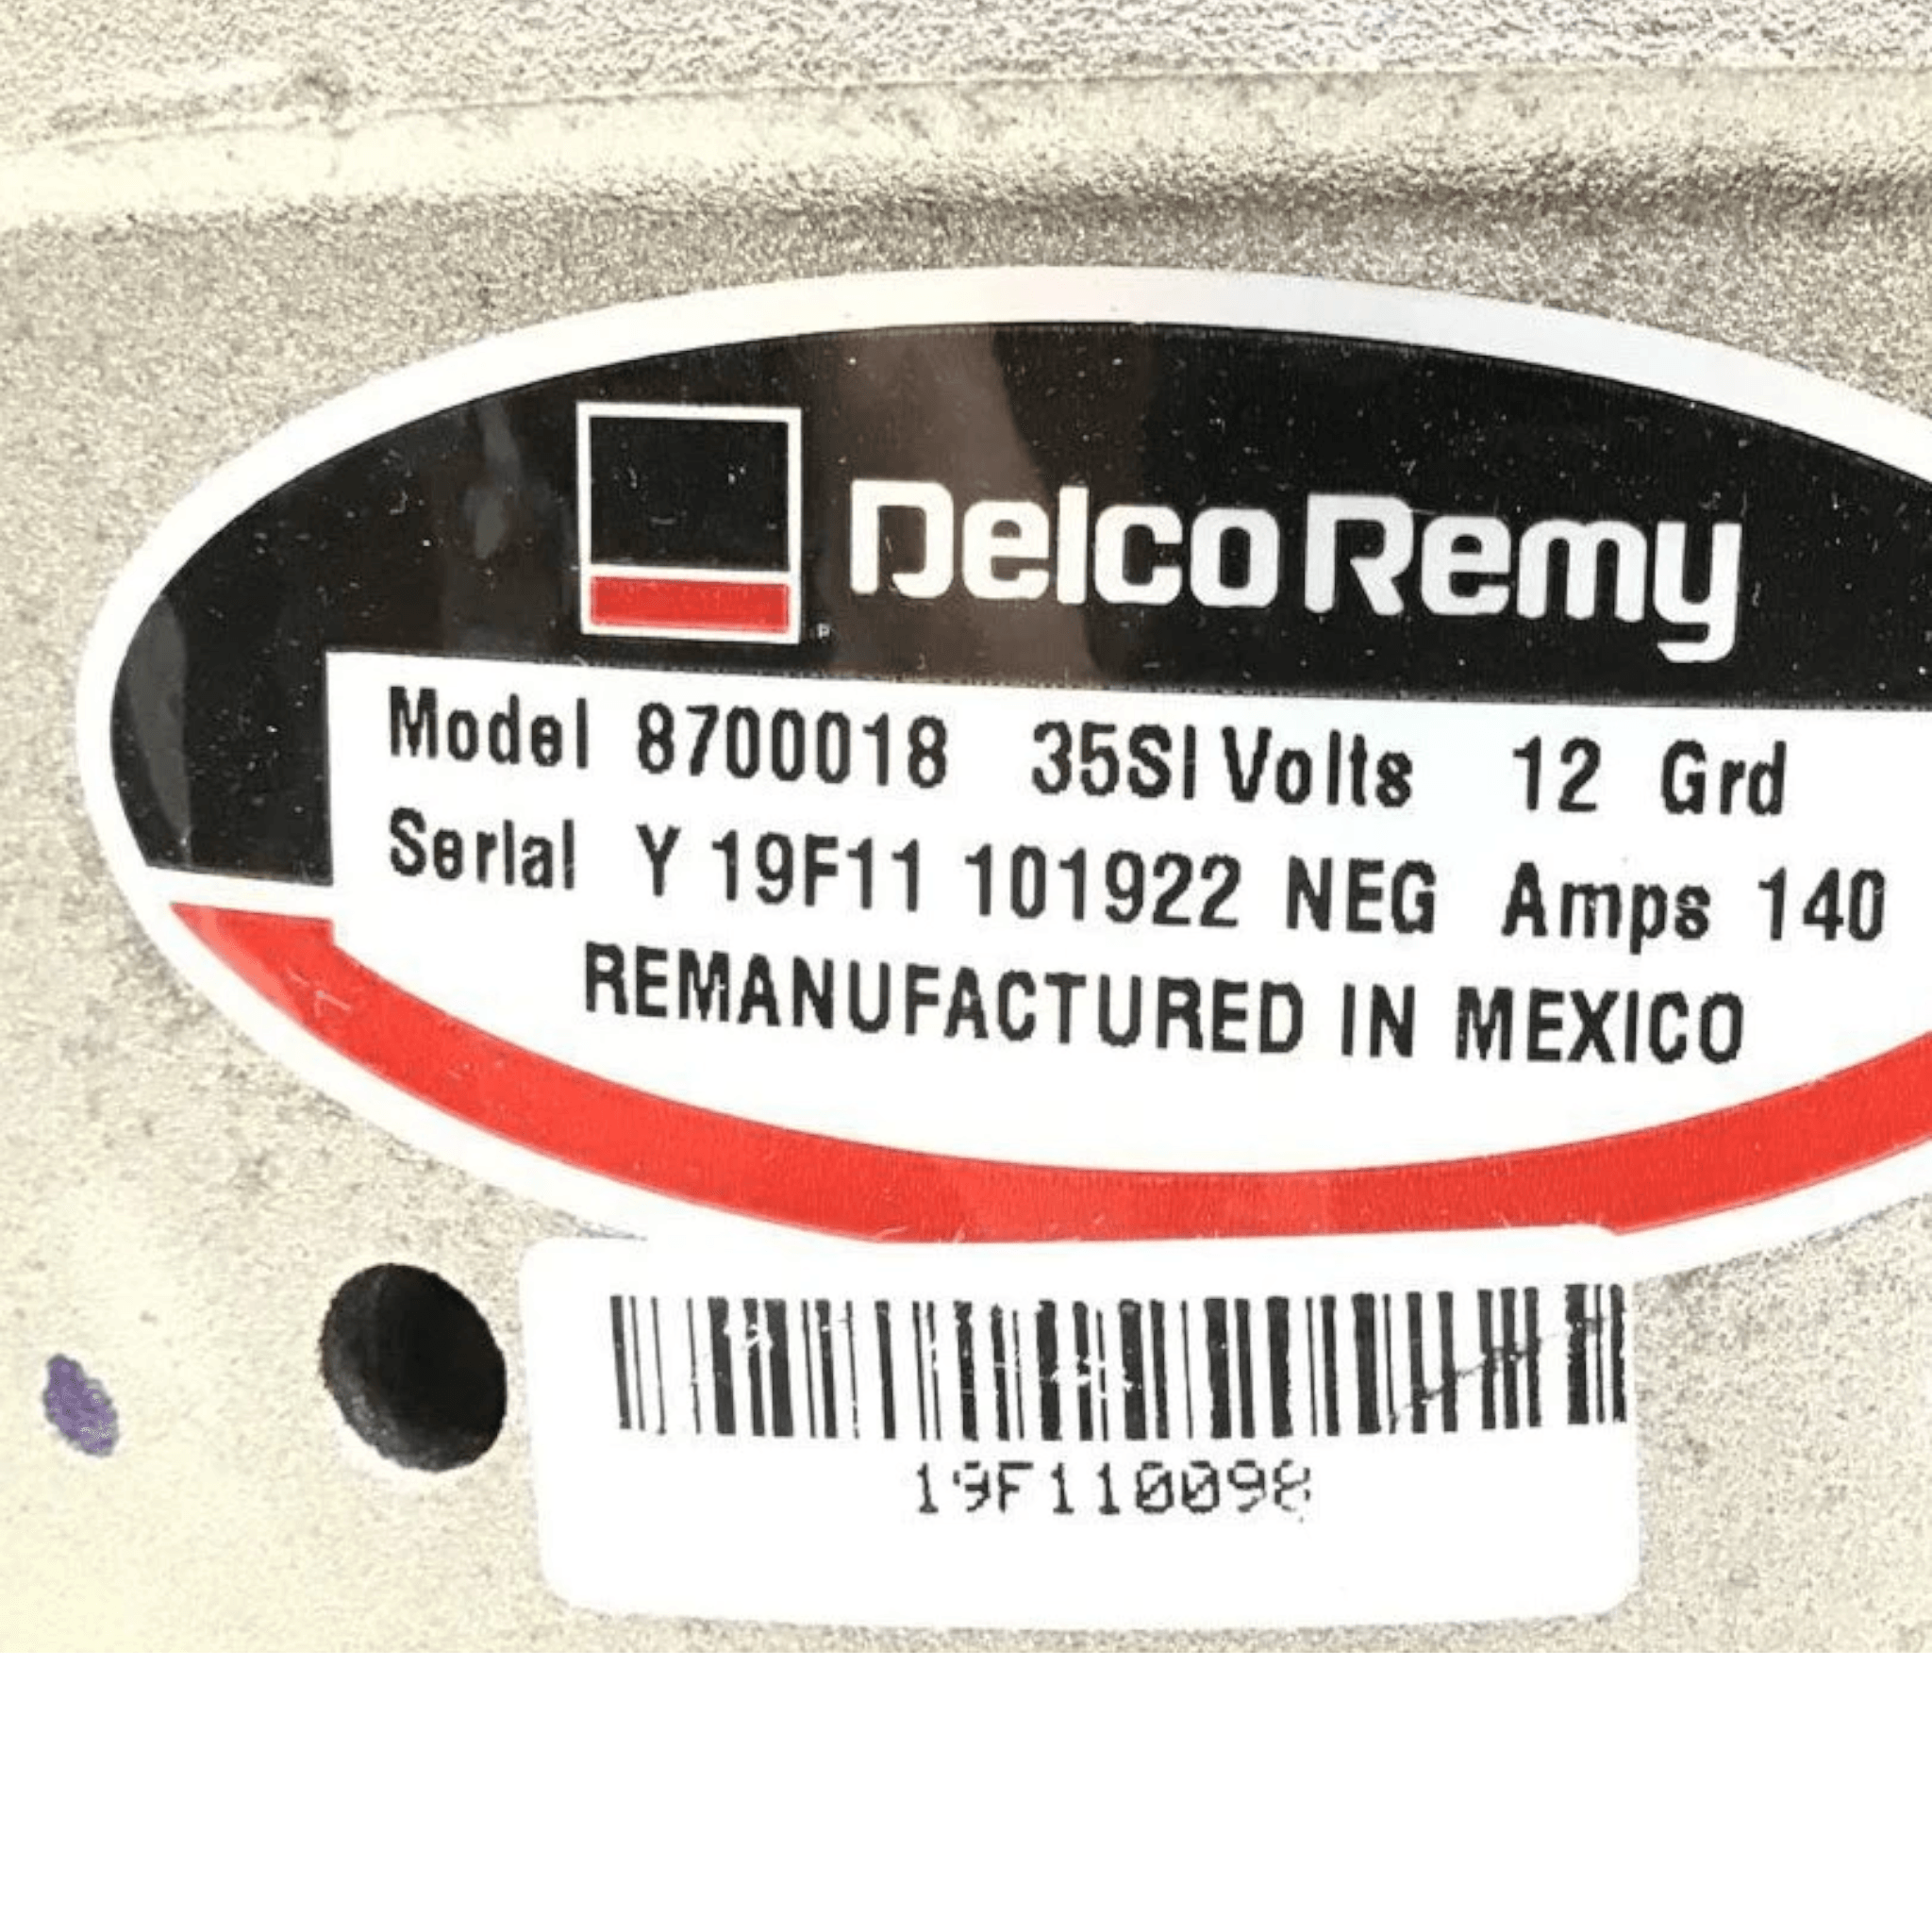 Delco Remy
Model 8700018 35SI Volts 12 Grd
Serial Y 19F11 101922 NEG Amps 140
REMANUFACTURED IN MEXICO
19F110098